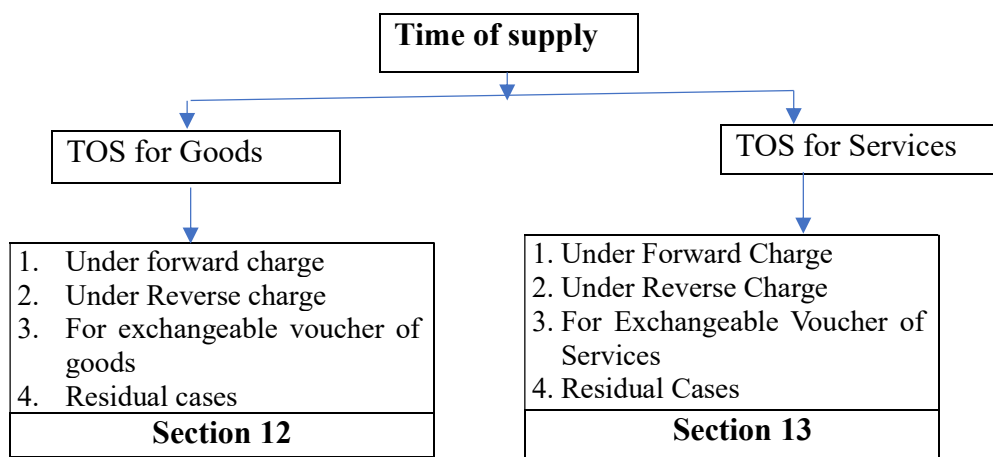 Time of supply
TOS for Goods
TOS for Services
1. Under forward charge
2. Under Reverse charge
3. For exchangeable voucher of
goods
4. Residual cases
Section 12
1. Under Forward Charge
2. Under Reverse Charge
3. For Exchangeable Voucher of
Services
4. Residual Cases
Section 13